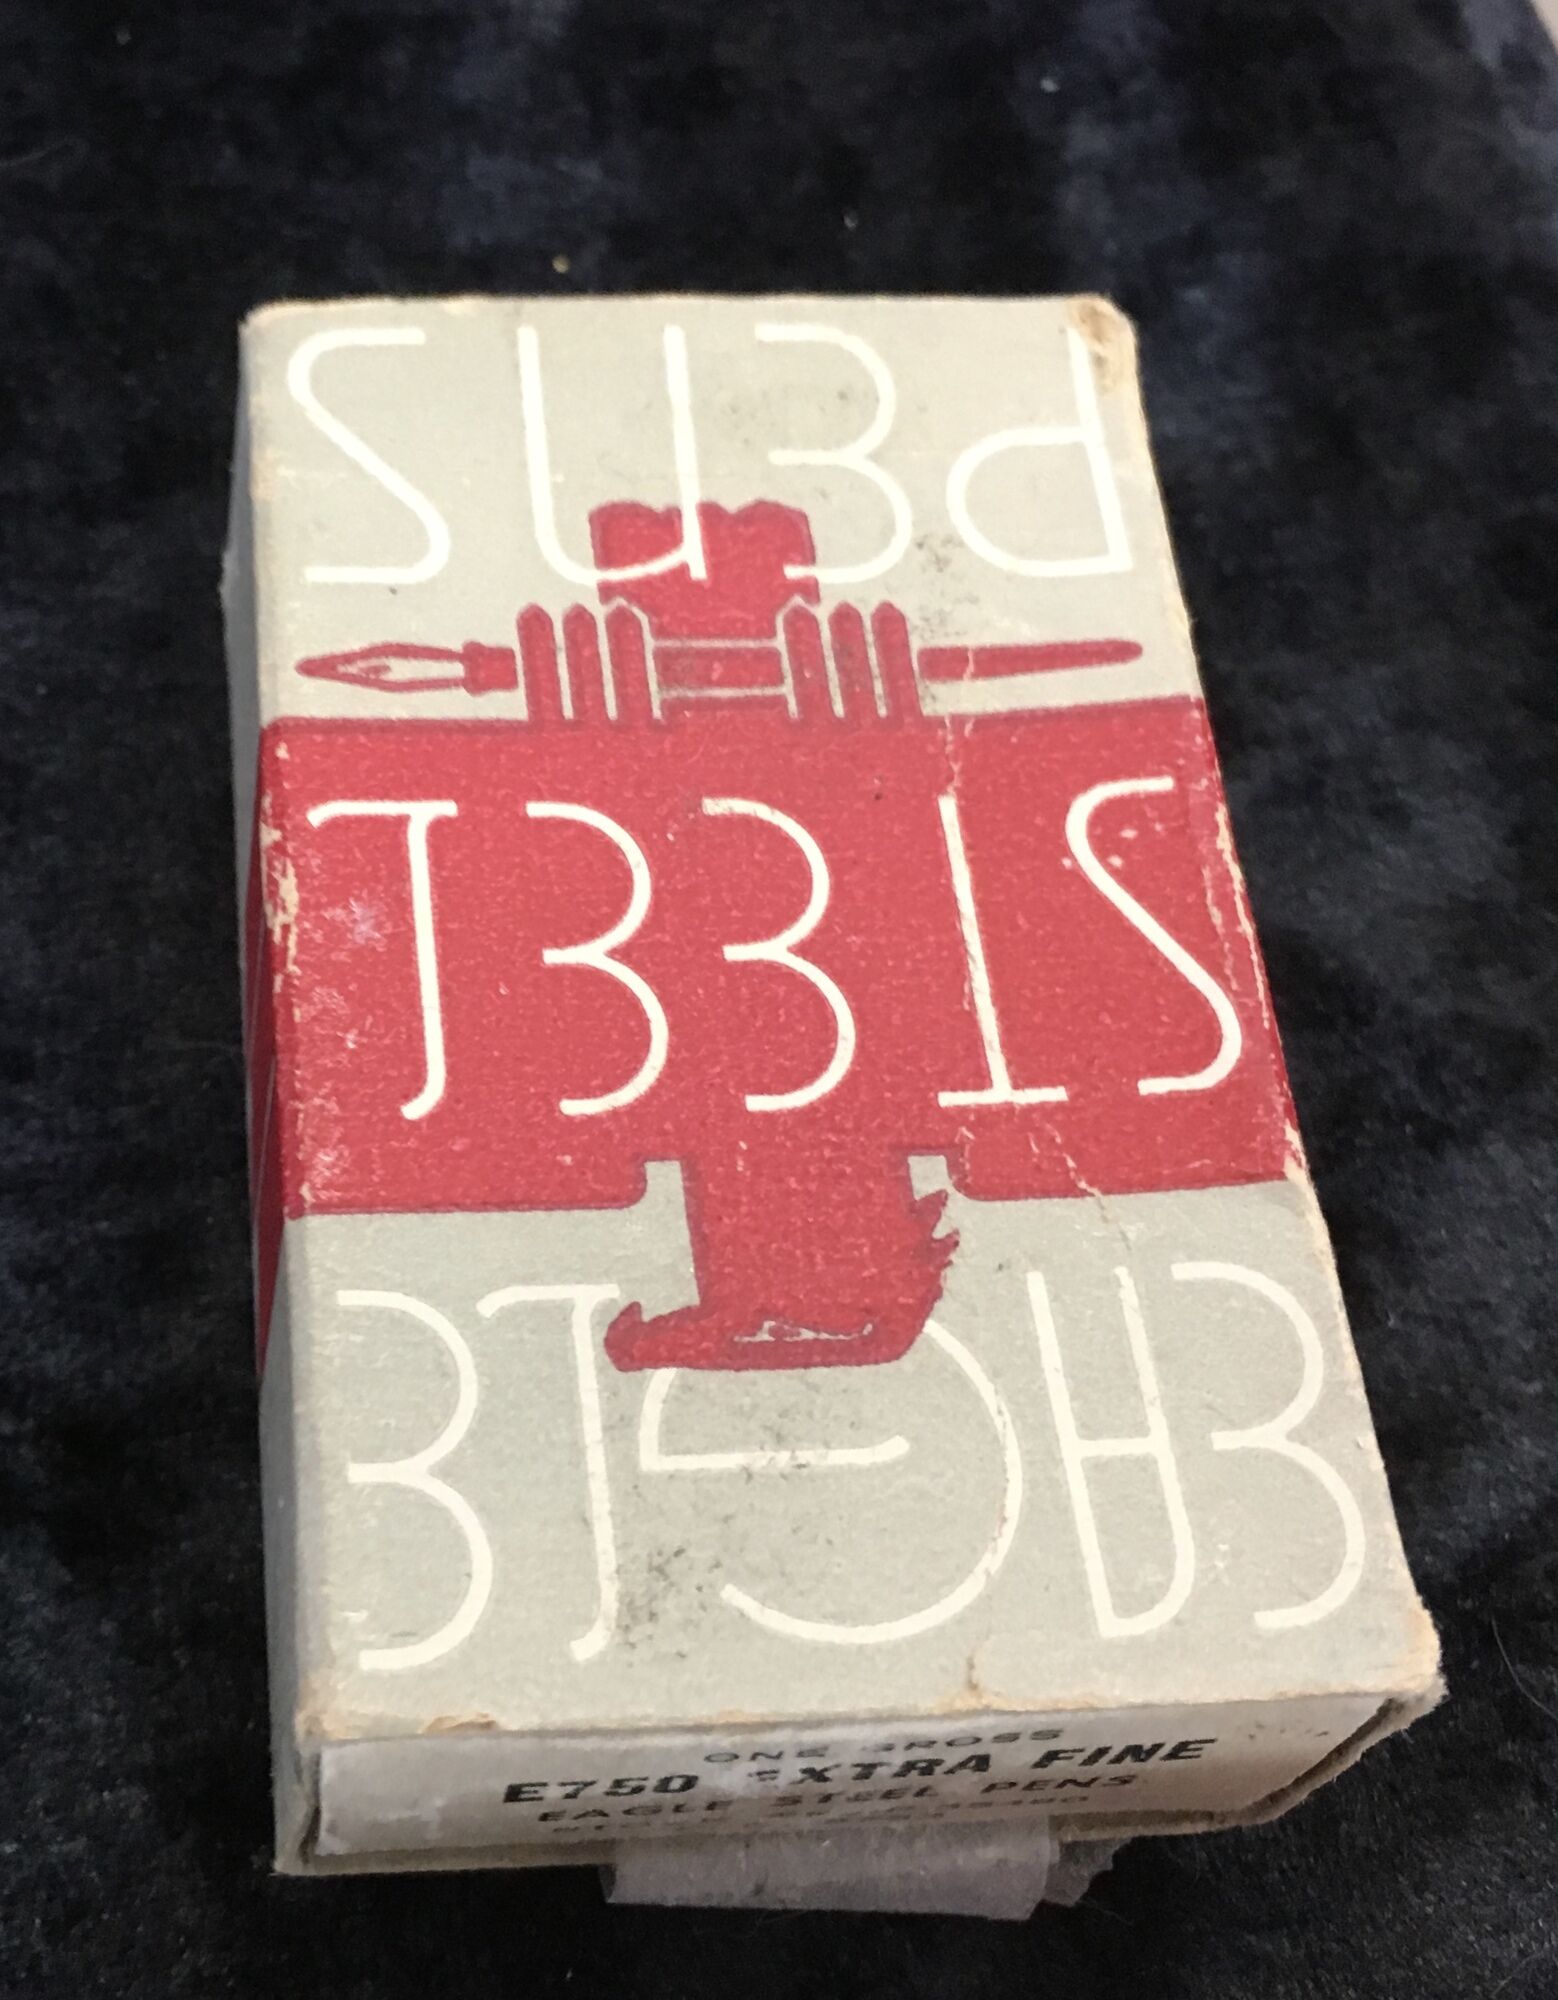 EAGLE
STEEL
PENS
ONE GROSS
E750 EXTRA FINE
EAGLE STEEL PENS